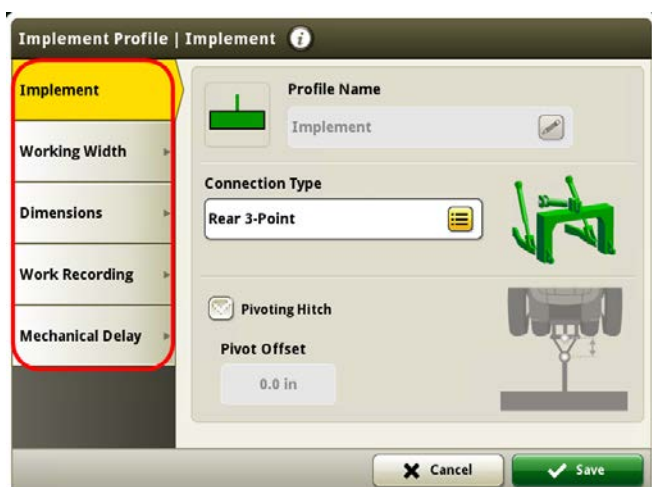 Implement Profile | Implement
Implement
Working Width
Dimensions
Work Recording
Mechanical Delay
Profile Name
Implement
Connection Type
Rear 3-Point
Pivoting Hitch
Pivot Offset
0.0 in
Cancel
Save